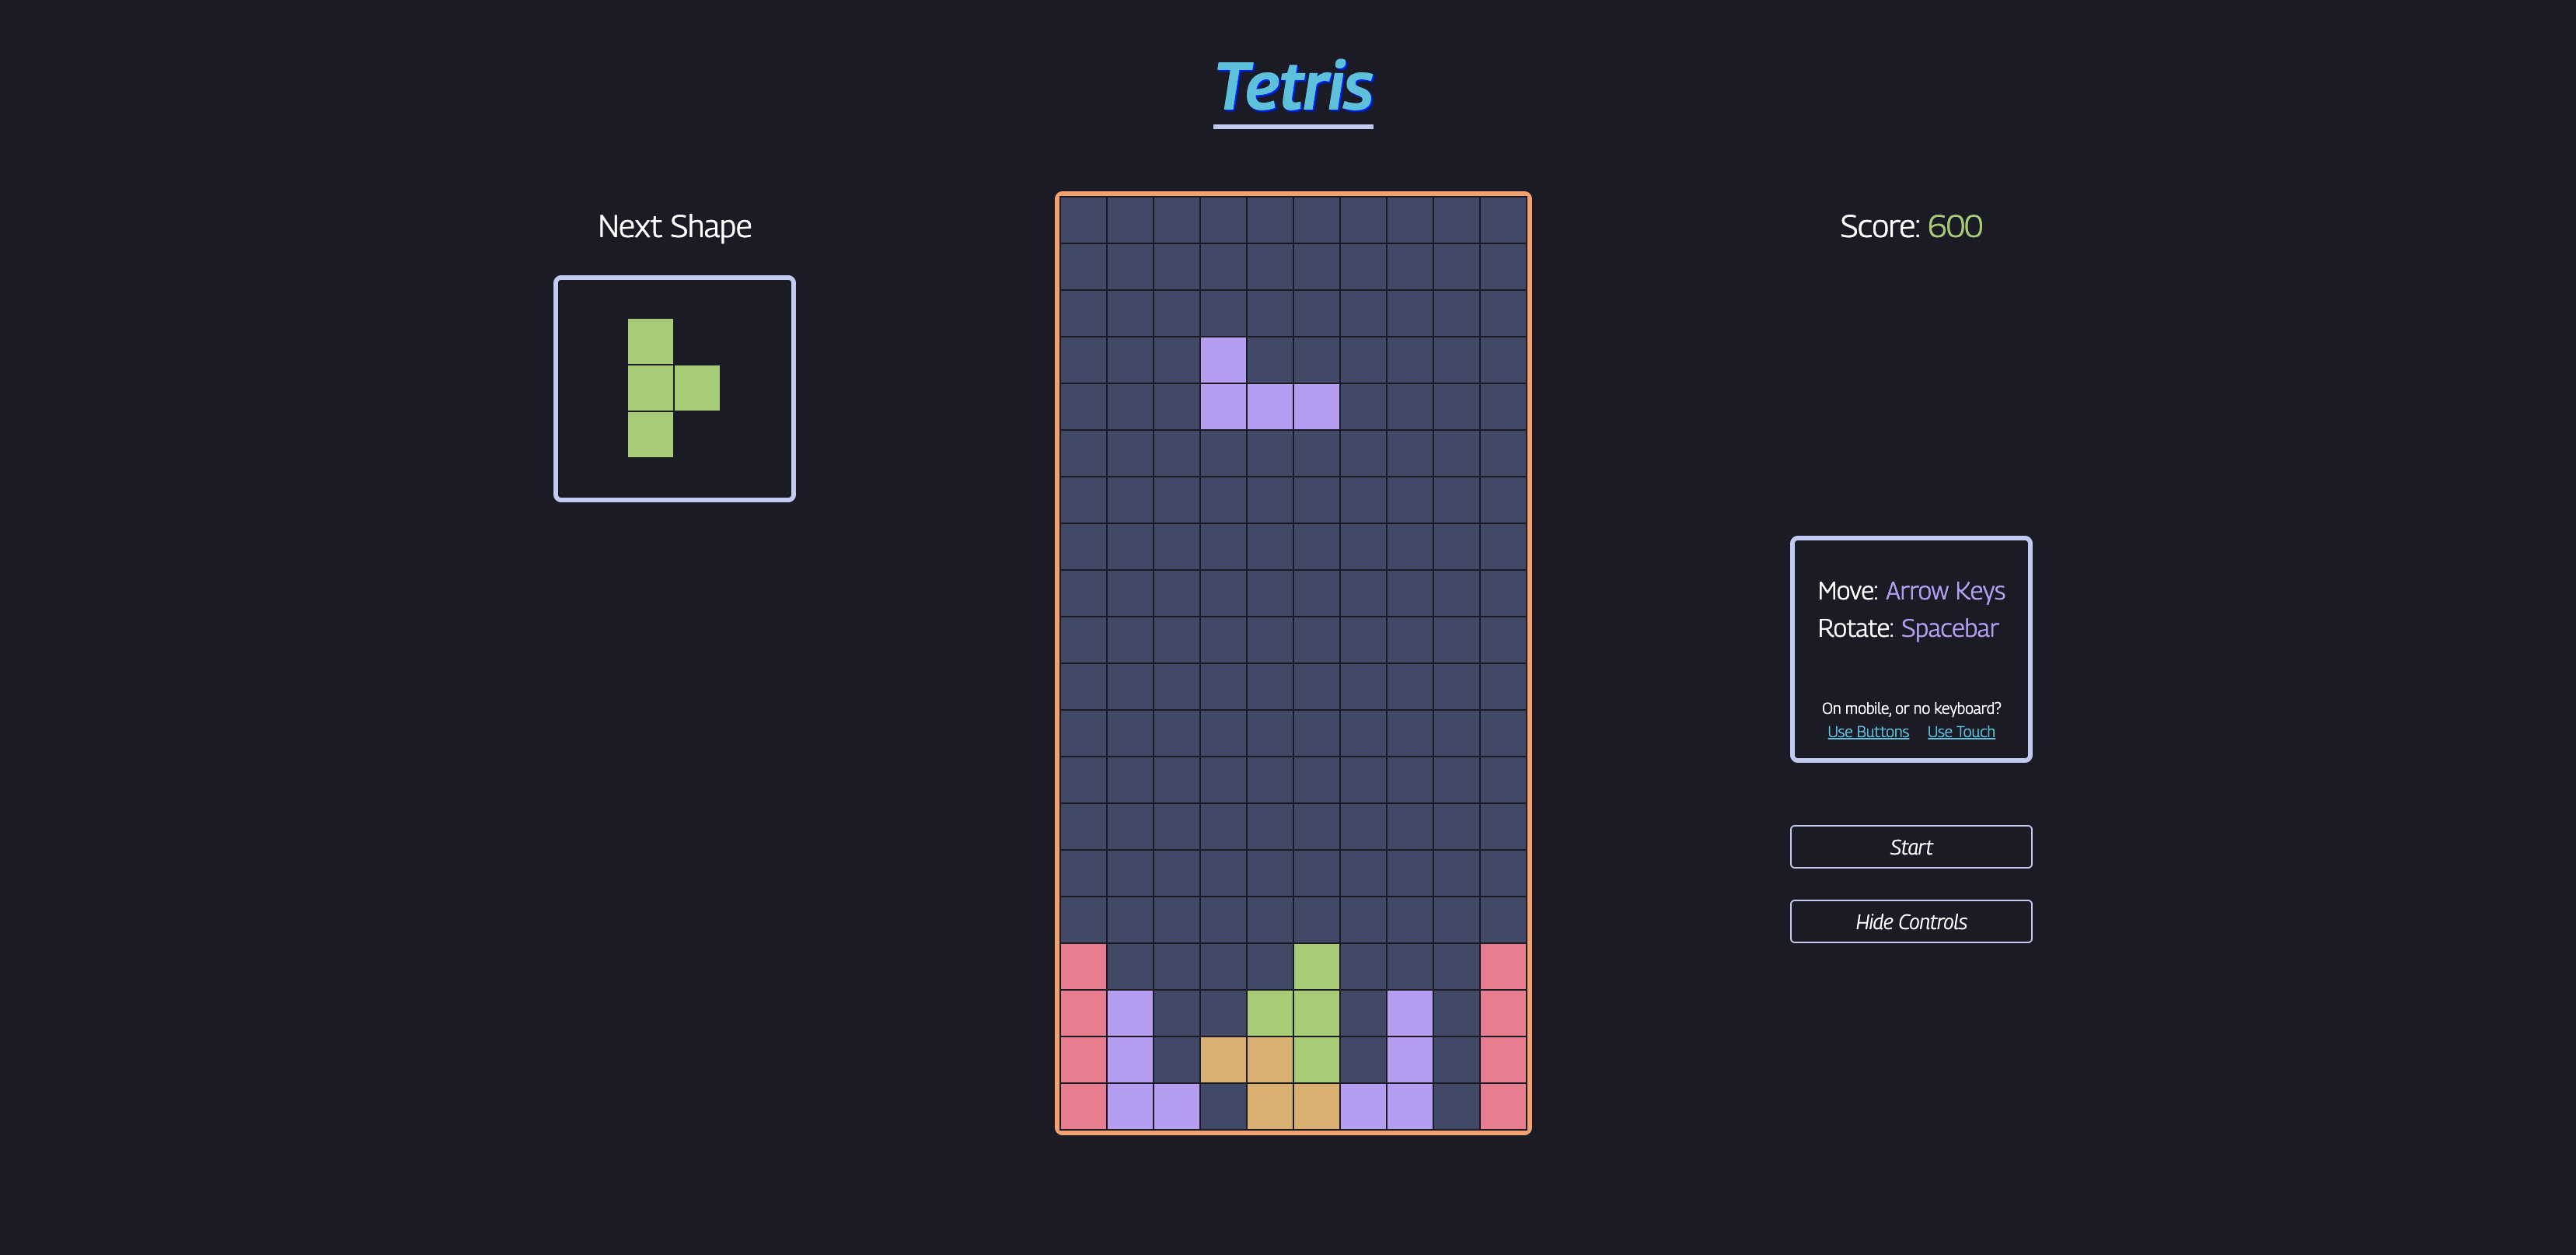 Tetris
Next Shape
Score: 600
Move: Arrow Keys
Rotate: Spacebar
On mobile, or no keyboard?
Use Buttons Use Touch
Start
Hide Controls